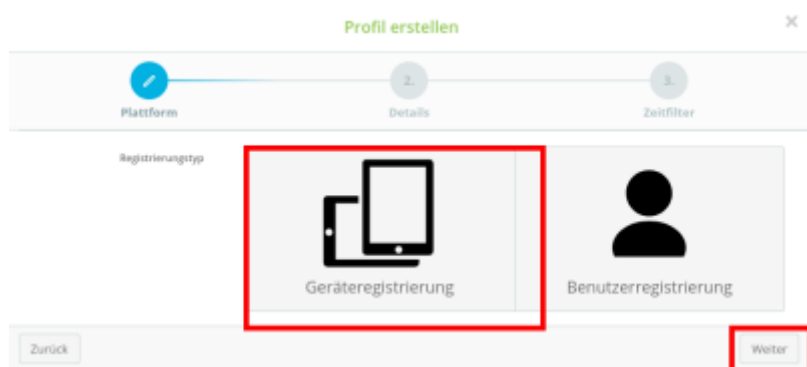 Profil erstellen
×
2.
3.
Plattform Details Zeitfilter
Registrierungstyp
Geräteregistrierung Benutzerregistrierung
Zurück Weiter